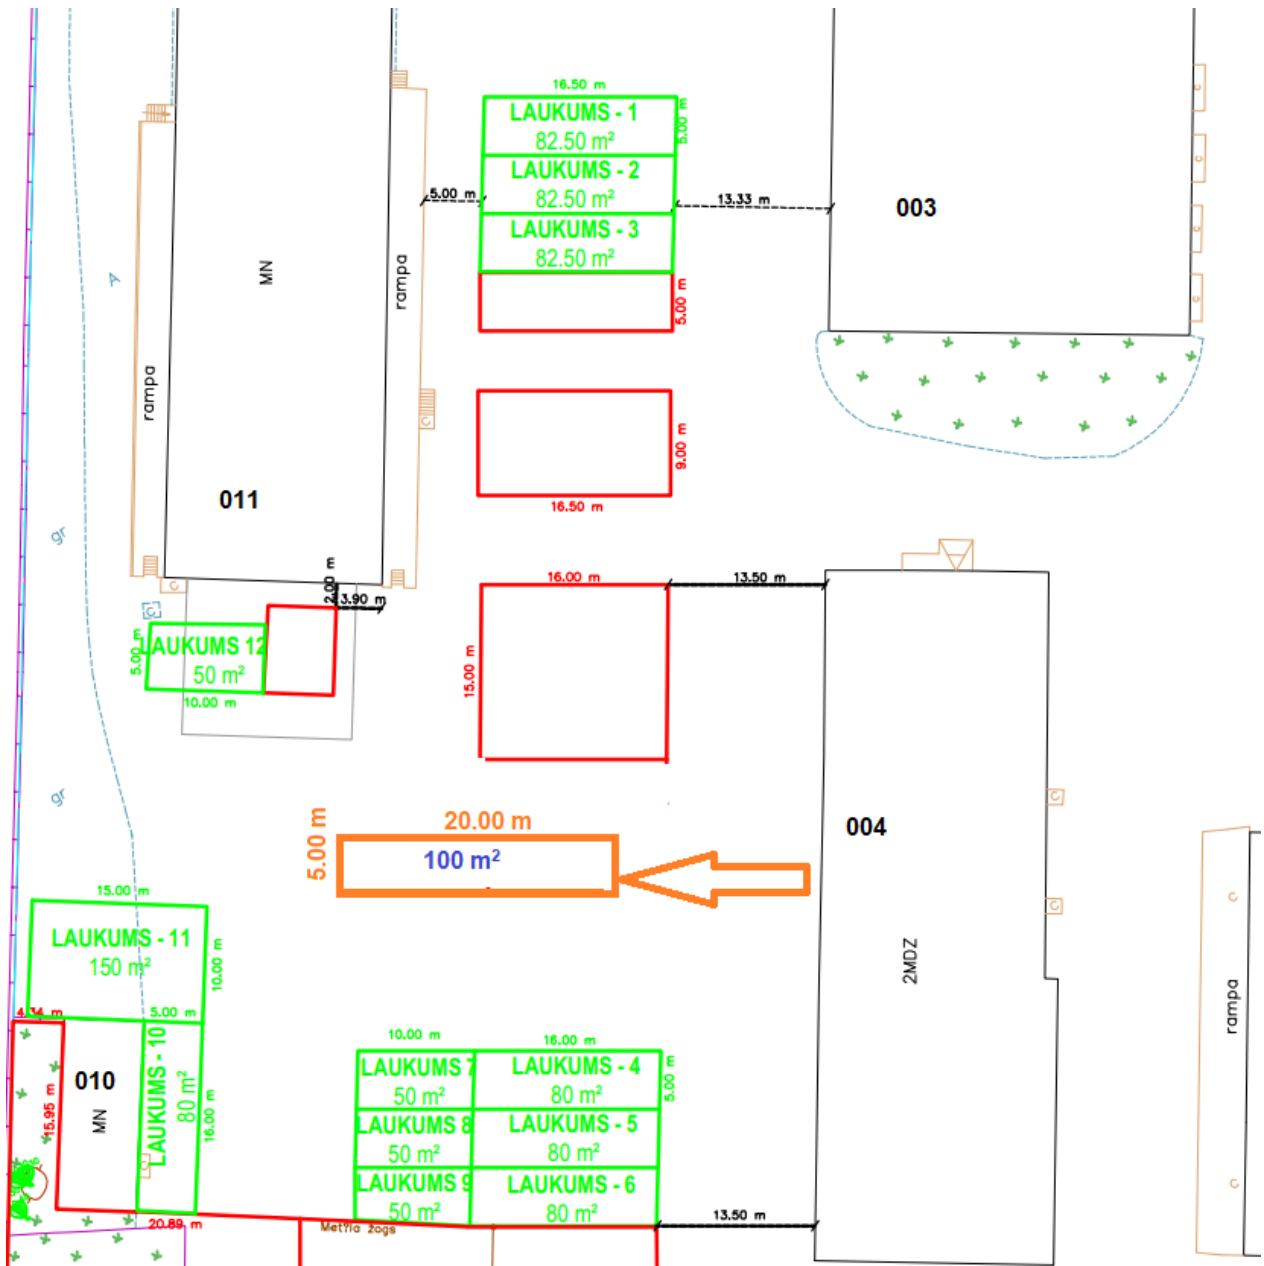 16.50 m
LAUKUMS - 1
82.50 m²
5.00 m
LAUKUMS - 2
82.50 m²
LAUKUMS - 3
82.50 m²
5.00 m
13.33 m
003
MN
rampa
rampa
A
5.00 m
9.00 m
16.50 m
011
gr
2.00 m
3.90 m
16.00 m
13.50 m
15.00 m
C
C
C
C
C
C
C
LAUKUMS 12
50 m²
5.00 m
10.00 m
gr
20.00 m
5.00 m
100 m²
004
C
C
2MDZ
rampa
C
C
15.00 m
LAUKUMS - 11
150 m²
10.00 m
4.34 m
5.00 m
010
MN
15.95 m
LAUKUMS - 10
80 m²
16.00 m
C
20.89 m
10.00 m
16.00 m
LAUKUMS 7
50 m²
LAUKUMS - 4
80 m²
5.00 m
LAUKUMS 8
50 m²
LAUKUMS - 5
80 m²
LAUKUMS 9
50 m²
LAUKUMS - 6
80 m²
13.50 m
žogs